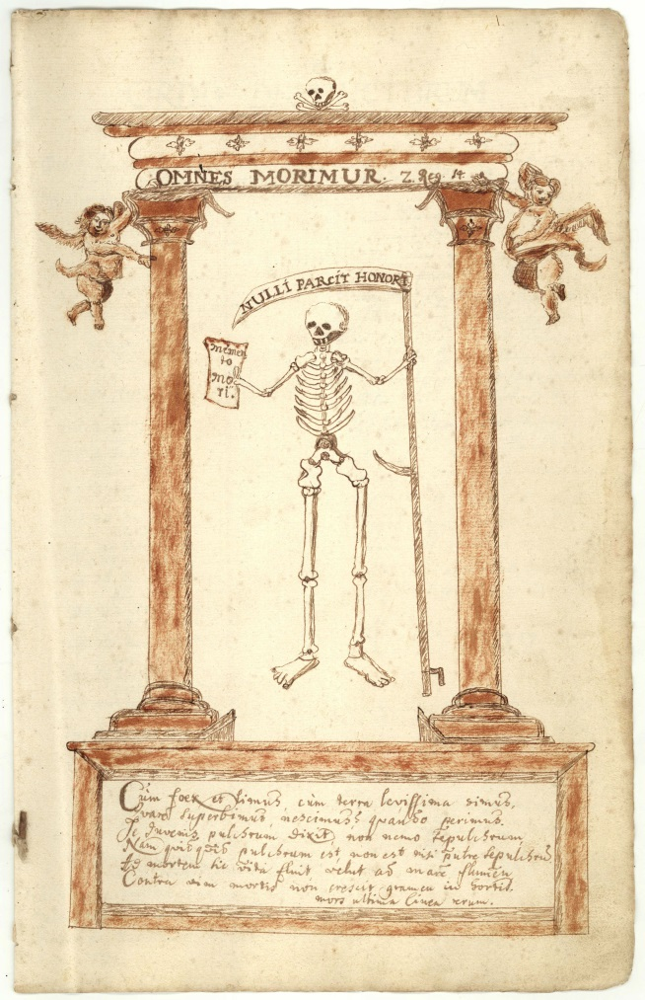 OMNES MORIMUR. 2. Reg. 14
NULLI PARCIT HONORI
Memen
to
Mo
ri.
Cum foex et limus, cum terra levissima simus,
superbimus, nescimus quando perimus.
Juvenis pulchrum dixit, non nemo sepulchrum
Nam quidquid pulchrum est, non est nisi putre sepulchrum
Ad mortem sic vita fluit, velut ad mare flumen
Contra vim mortis non crescit gramen in hortis.
mors ultima linea rerum.